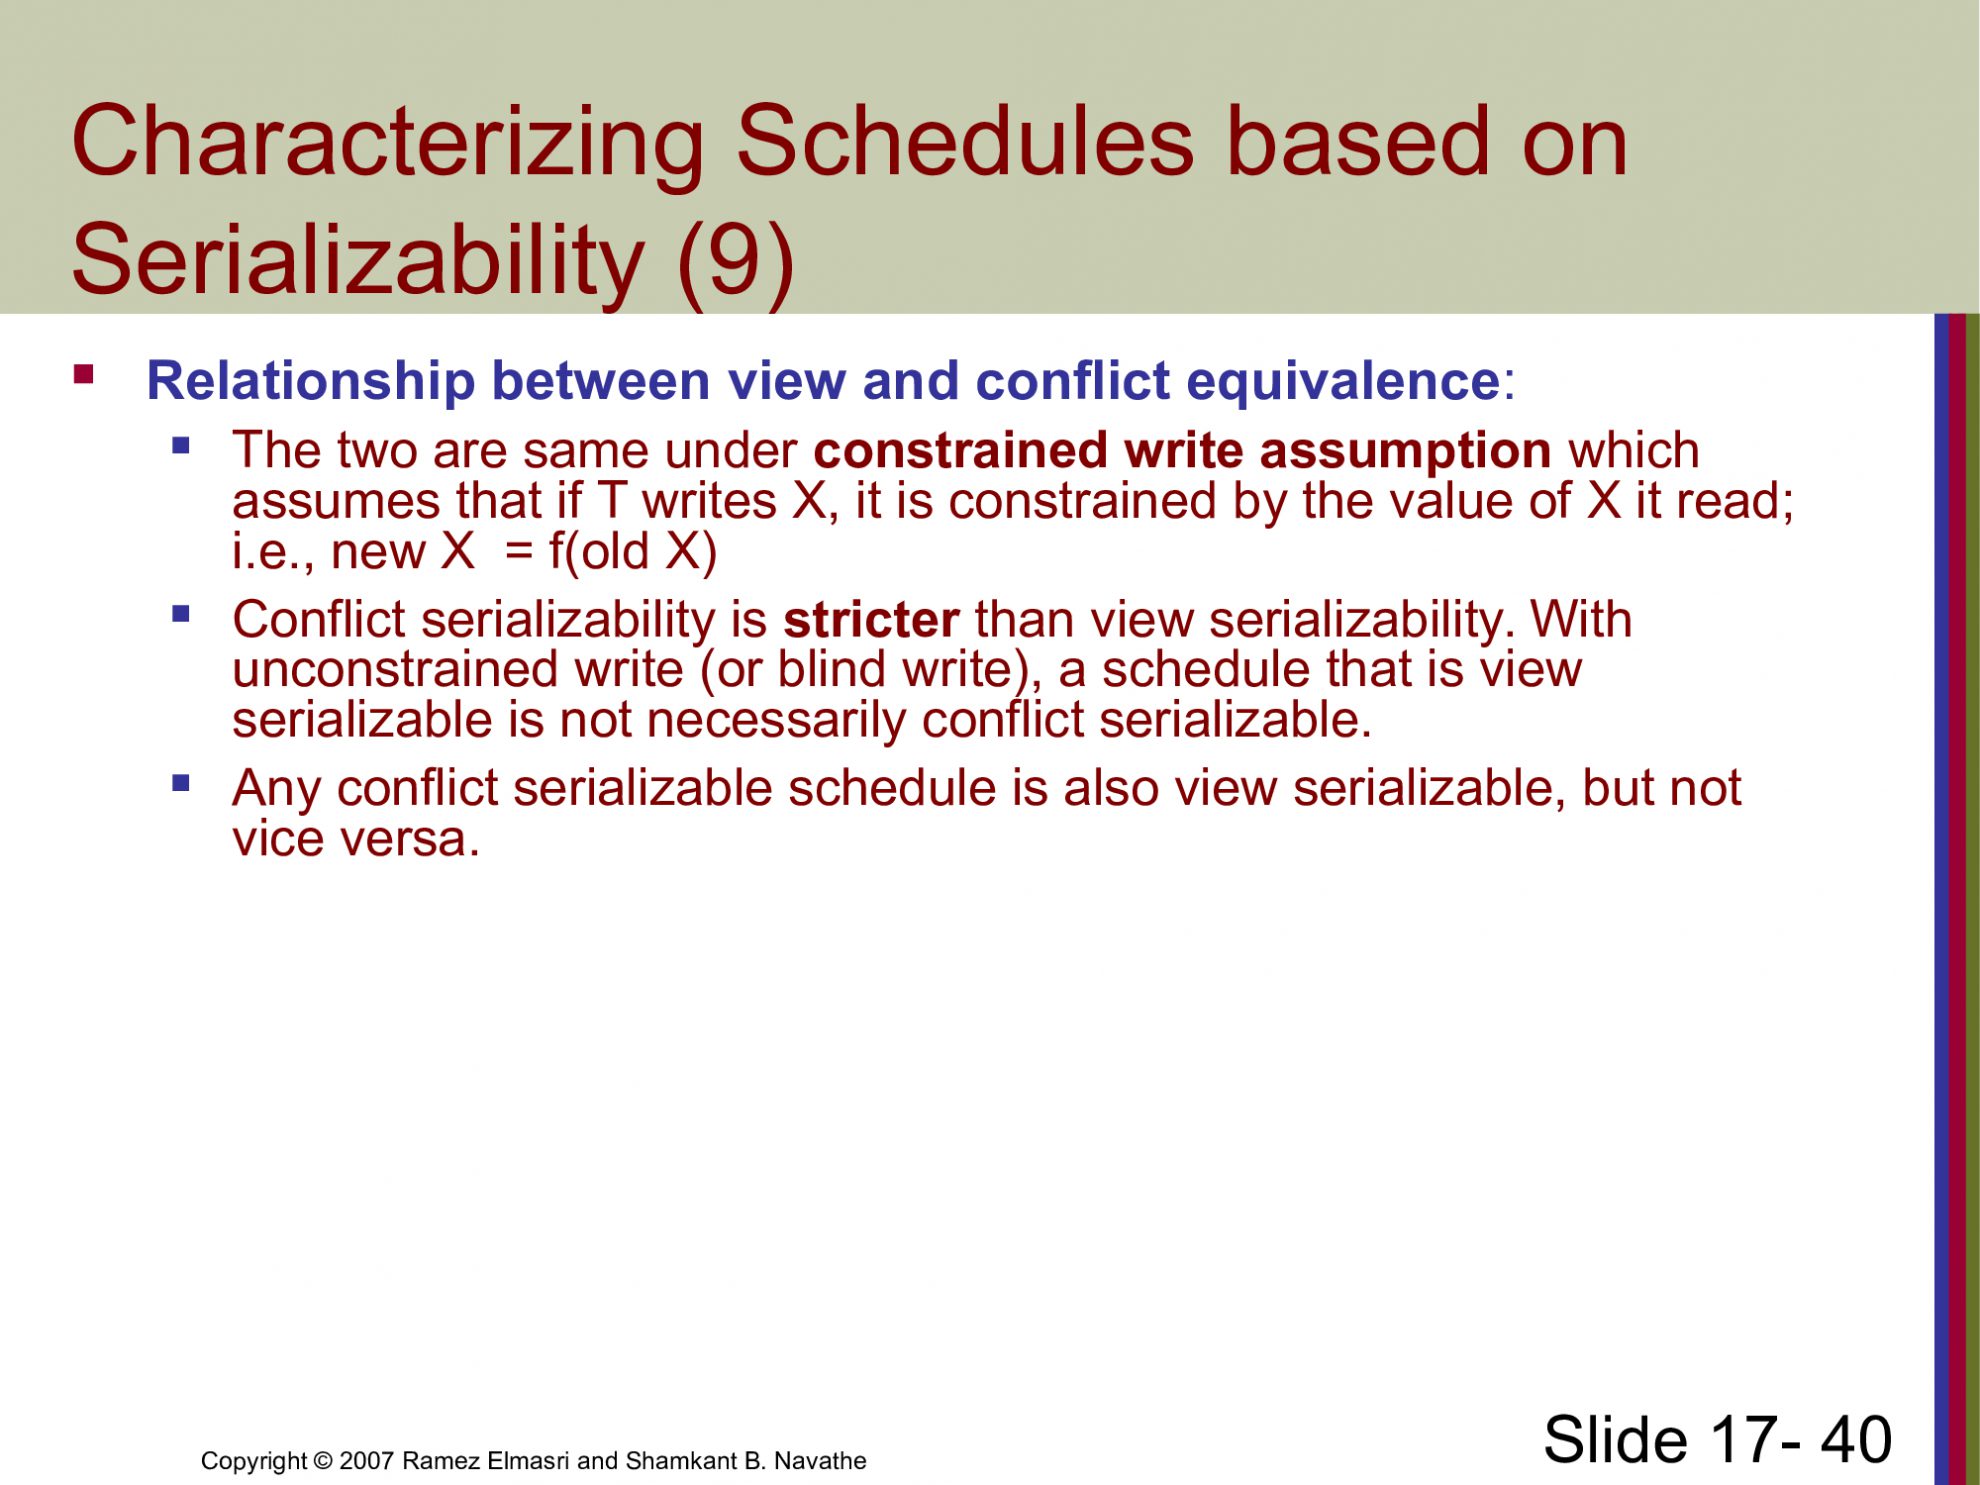 Characterizing Schedules based on
Serializability (9)
Relationship between view and conflict equivalence:
The two are same under constrained write assumption which
assumes that if T writes X, it is constrained by the value of X it read;
i.e., new X  = f(old X)
Conflict serializability is stricter than view serializability. With
unconstrained write (or blind write), a schedule that is view
serializable is not necessarily conflict serializable.
Any conflict serializable schedule is also view serializable, but not
vice versa.
Copyright © 2007 Ramez Elmasri and Shamkant B. Navathe
Slide 17- 40